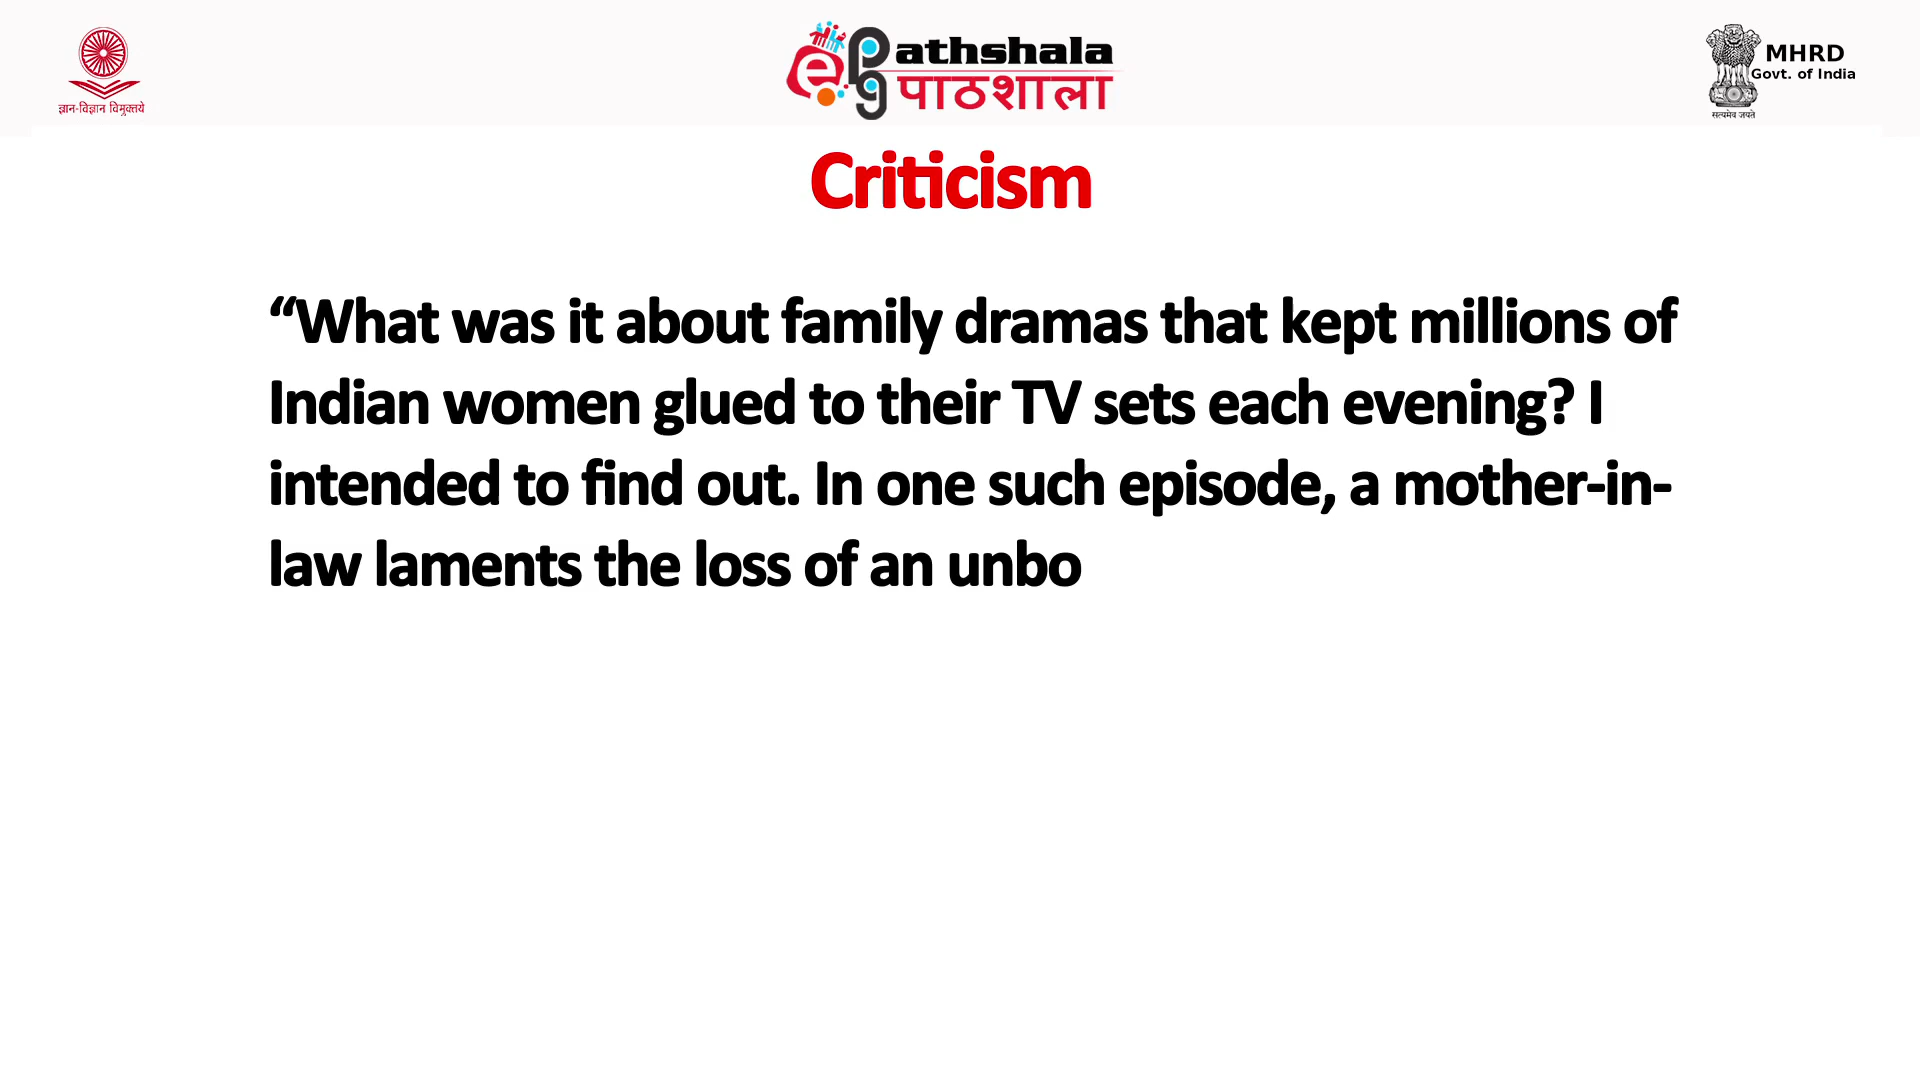 ज्ञान-विज्ञान विमुक्तये
ePathshala
पाठशाला
MHRD
Govt. of India
सत्यमेव जयते
Criticism
“What was it about family dramas that kept millions of
Indian women glued to their TV sets each evening? I
intended to find out. In one such episode, a mother-in-
law laments the loss of an unbo